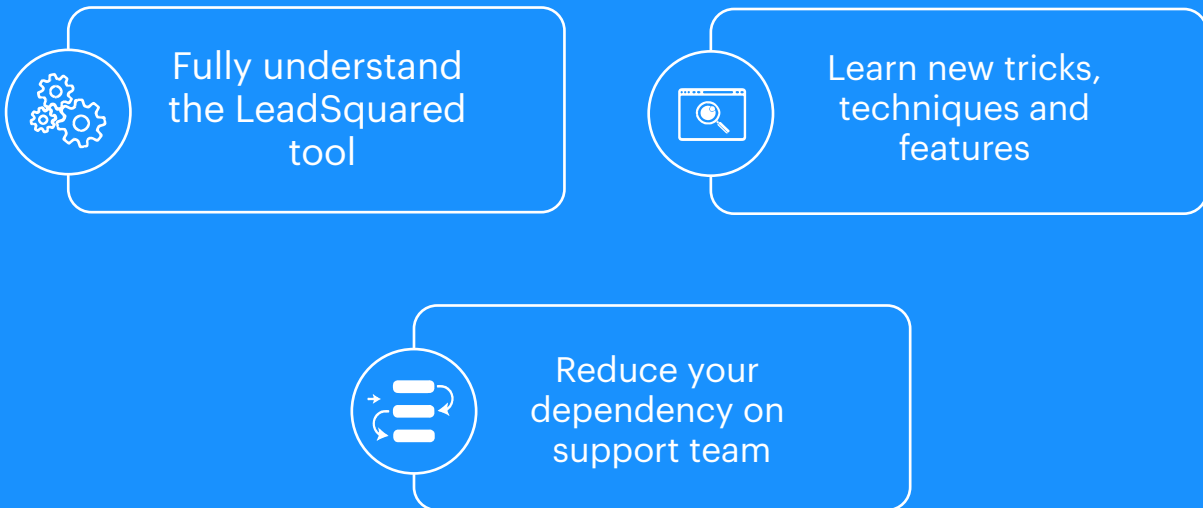 Fully understand
the LeadSquared
tool
Learn new tricks,
techniques and
features
Reduce your
dependency on
support team